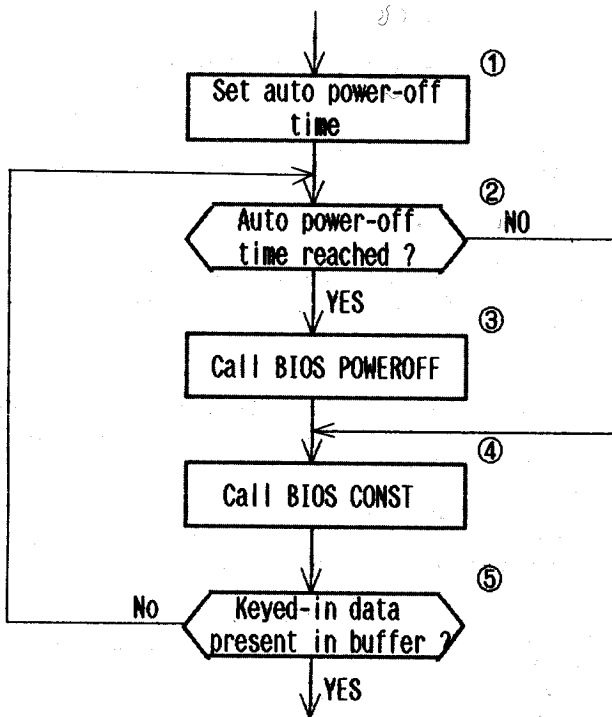 ①
Set auto power-off
time
②
Auto power-off
time reached ?
NO
YES
③
Call BIOS POWEROFF
④
Call BIOS CONST
⑤
Keyed-in data
present in buffer ?
No
YES